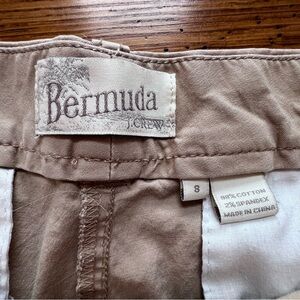 Bermuda
J.CREW
8
98% COTTON
2% SPANDEX
MADE IN CHINA